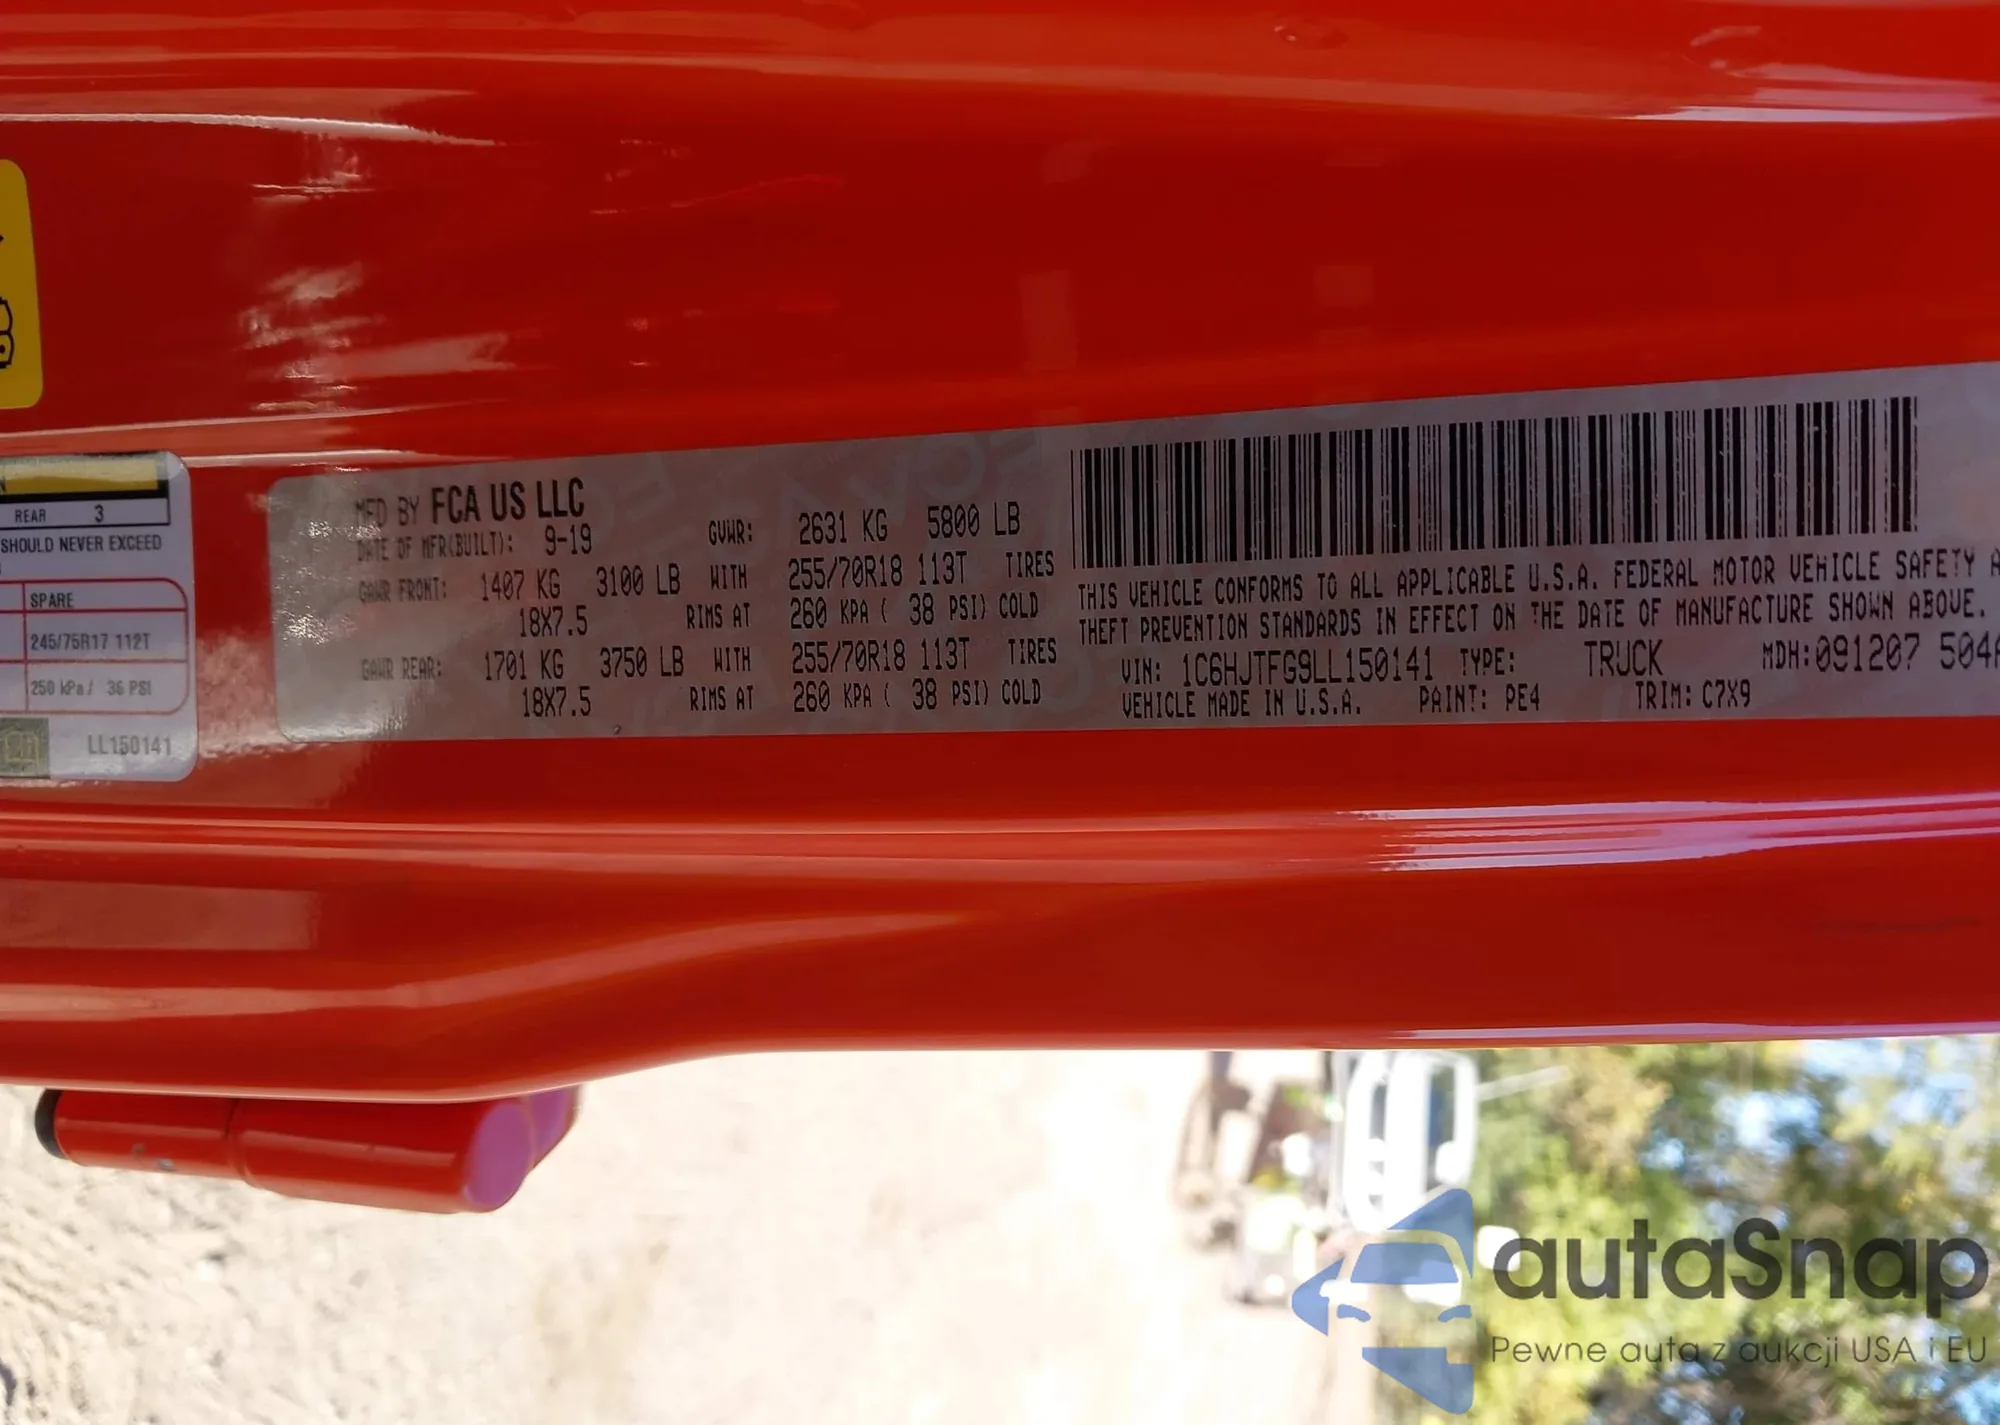 REAR 3
SHOULD NEVER EXCEED
SPARE
245/75R17 112T
250 kPa / 36 PSI
LL150141
MFD BY FCA US LLC
DATE OF MFR(BUILT): 9-19 GVWR: 2631 KG 5800 LB
GAWR FRONT: 1407 KG 3100 LB WITH 255/70R18 113T TIRES
18X7.5 RIMS AT 260 KPA ( 38 PSI) COLD
GAWR REAR: 1701 KG 3750 LB WITH 255/70R18 113T TIRES
18X7.5 RIMS AT 260 KPA ( 38 PSI) COLD
THIS VEHICLE CONFORMS TO ALL APPLICABLE U.S.A. FEDERAL MOTOR VEHICLE SAFETY A
THEFT PREVENTION STANDARDS IN EFFECT ON THE DATE OF MANUFACTURE SHOWN ABOVE.
VIN: 1C6HJTFG9LL150141 TYPE: TRUCK MDH:091207 504A
VEHICLE MADE IN U.S.A. PAINT: PE4 TRIM: C7X9
autaSnap
Pewne auta z aukcji USA i EU